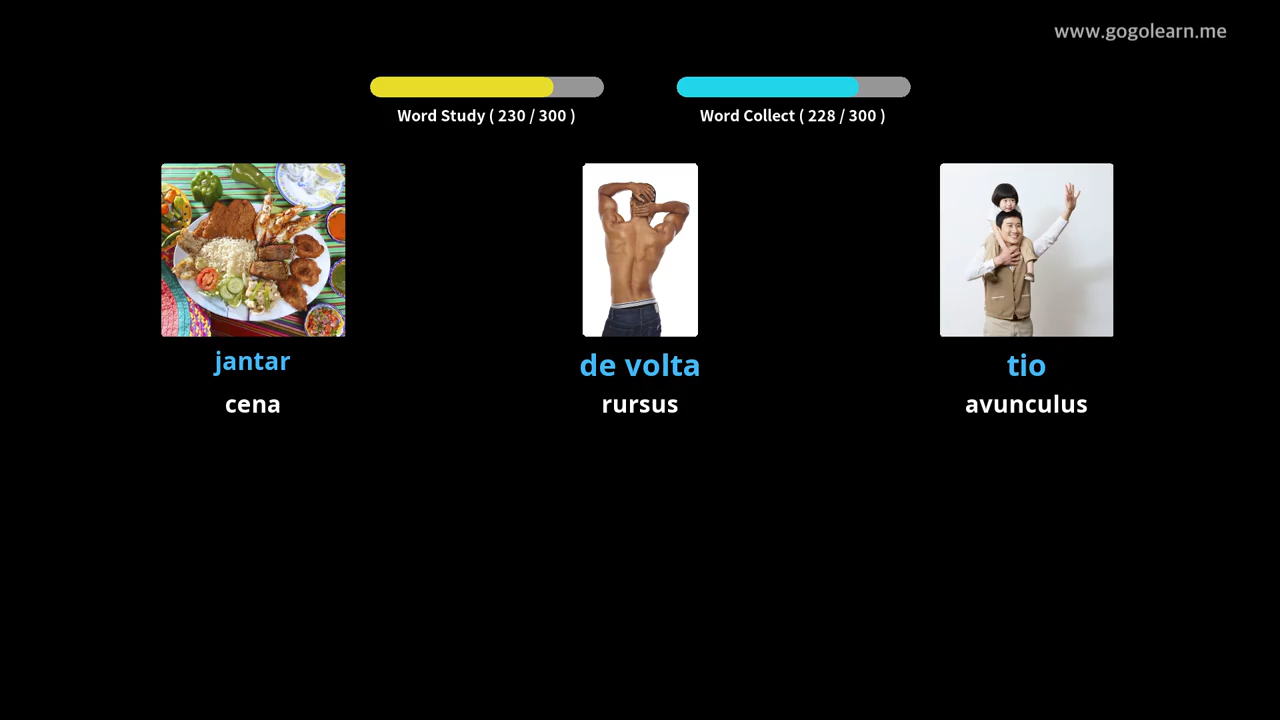 www.gogolearn.me
Word Study ( 230 / 300 )
Word Collect ( 228 / 300 )
jantar
de volta
tio
cena
rursus
avunculus